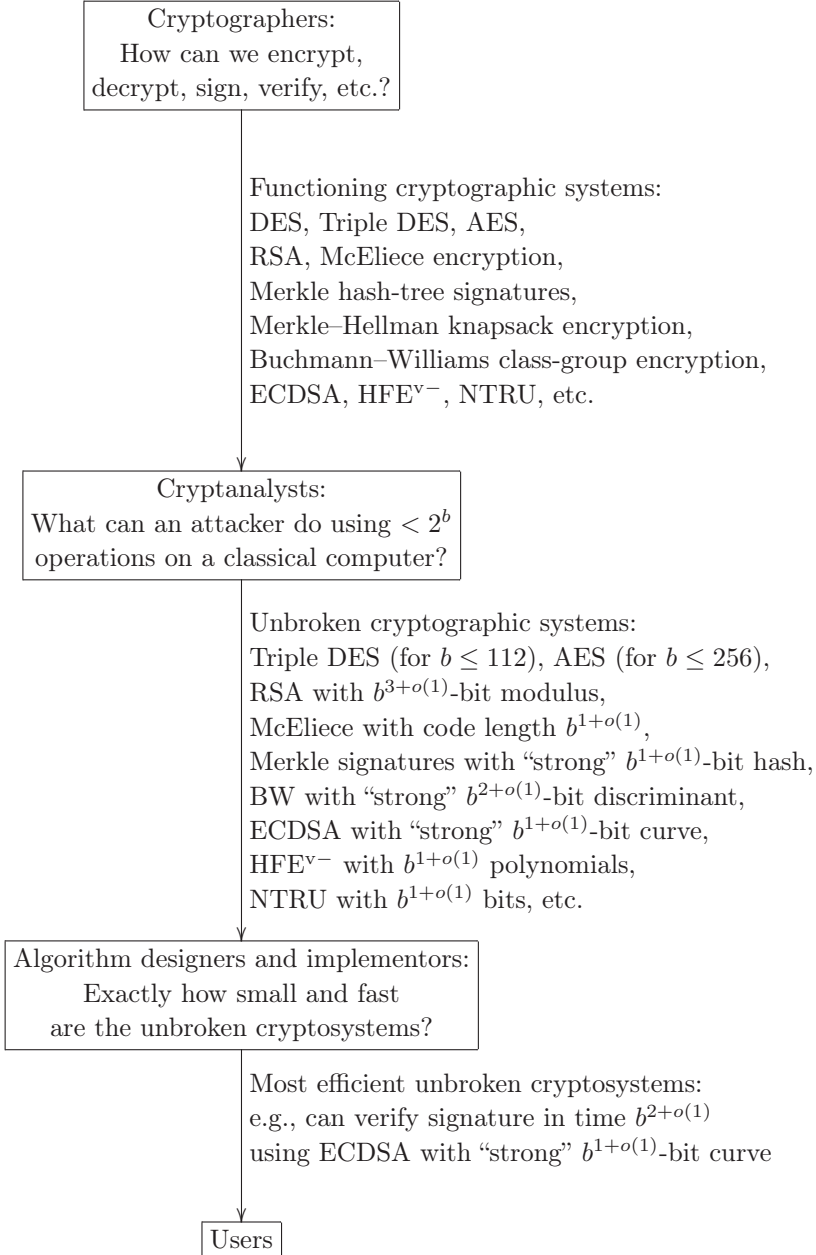 Cryptographers:
How can we encrypt,
decrypt, sign, verify, etc.?
Functioning cryptographic systems:
DES, Triple DES, AES,
RSA, McEliece encryption,
Merkle hash-tree signatures,
Merkle–Hellman knapsack encryption,
Buchmann–Williams class-group encryption,
ECDSA, HFE^{v−}, NTRU, etc.
Cryptanalysts:
What can an attacker do using < 2^b
operations on a classical computer?
Unbroken cryptographic systems:
Triple DES (for b ≤ 112), AES (for b ≤ 256),
RSA with b^{3+o(1)}-bit modulus,
McEliece with code length b^{1+o(1)},
Merkle signatures with “strong” b^{1+o(1)}-bit hash,
BW with “strong” b^{2+o(1)}-bit discriminant,
ECDSA with “strong” b^{1+o(1)}-bit curve,
HFE^{v−} with b^{1+o(1)} polynomials,
NTRU with b^{1+o(1)} bits, etc.
Algorithm designers and implementors:
Exactly how small and fast
are the unbroken cryptosystems?
Most efficient unbroken cryptosystems:
e.g., can verify signature in time b^{2+o(1)}
using ECDSA with “strong” b^{1+o(1)}-bit curve
Users